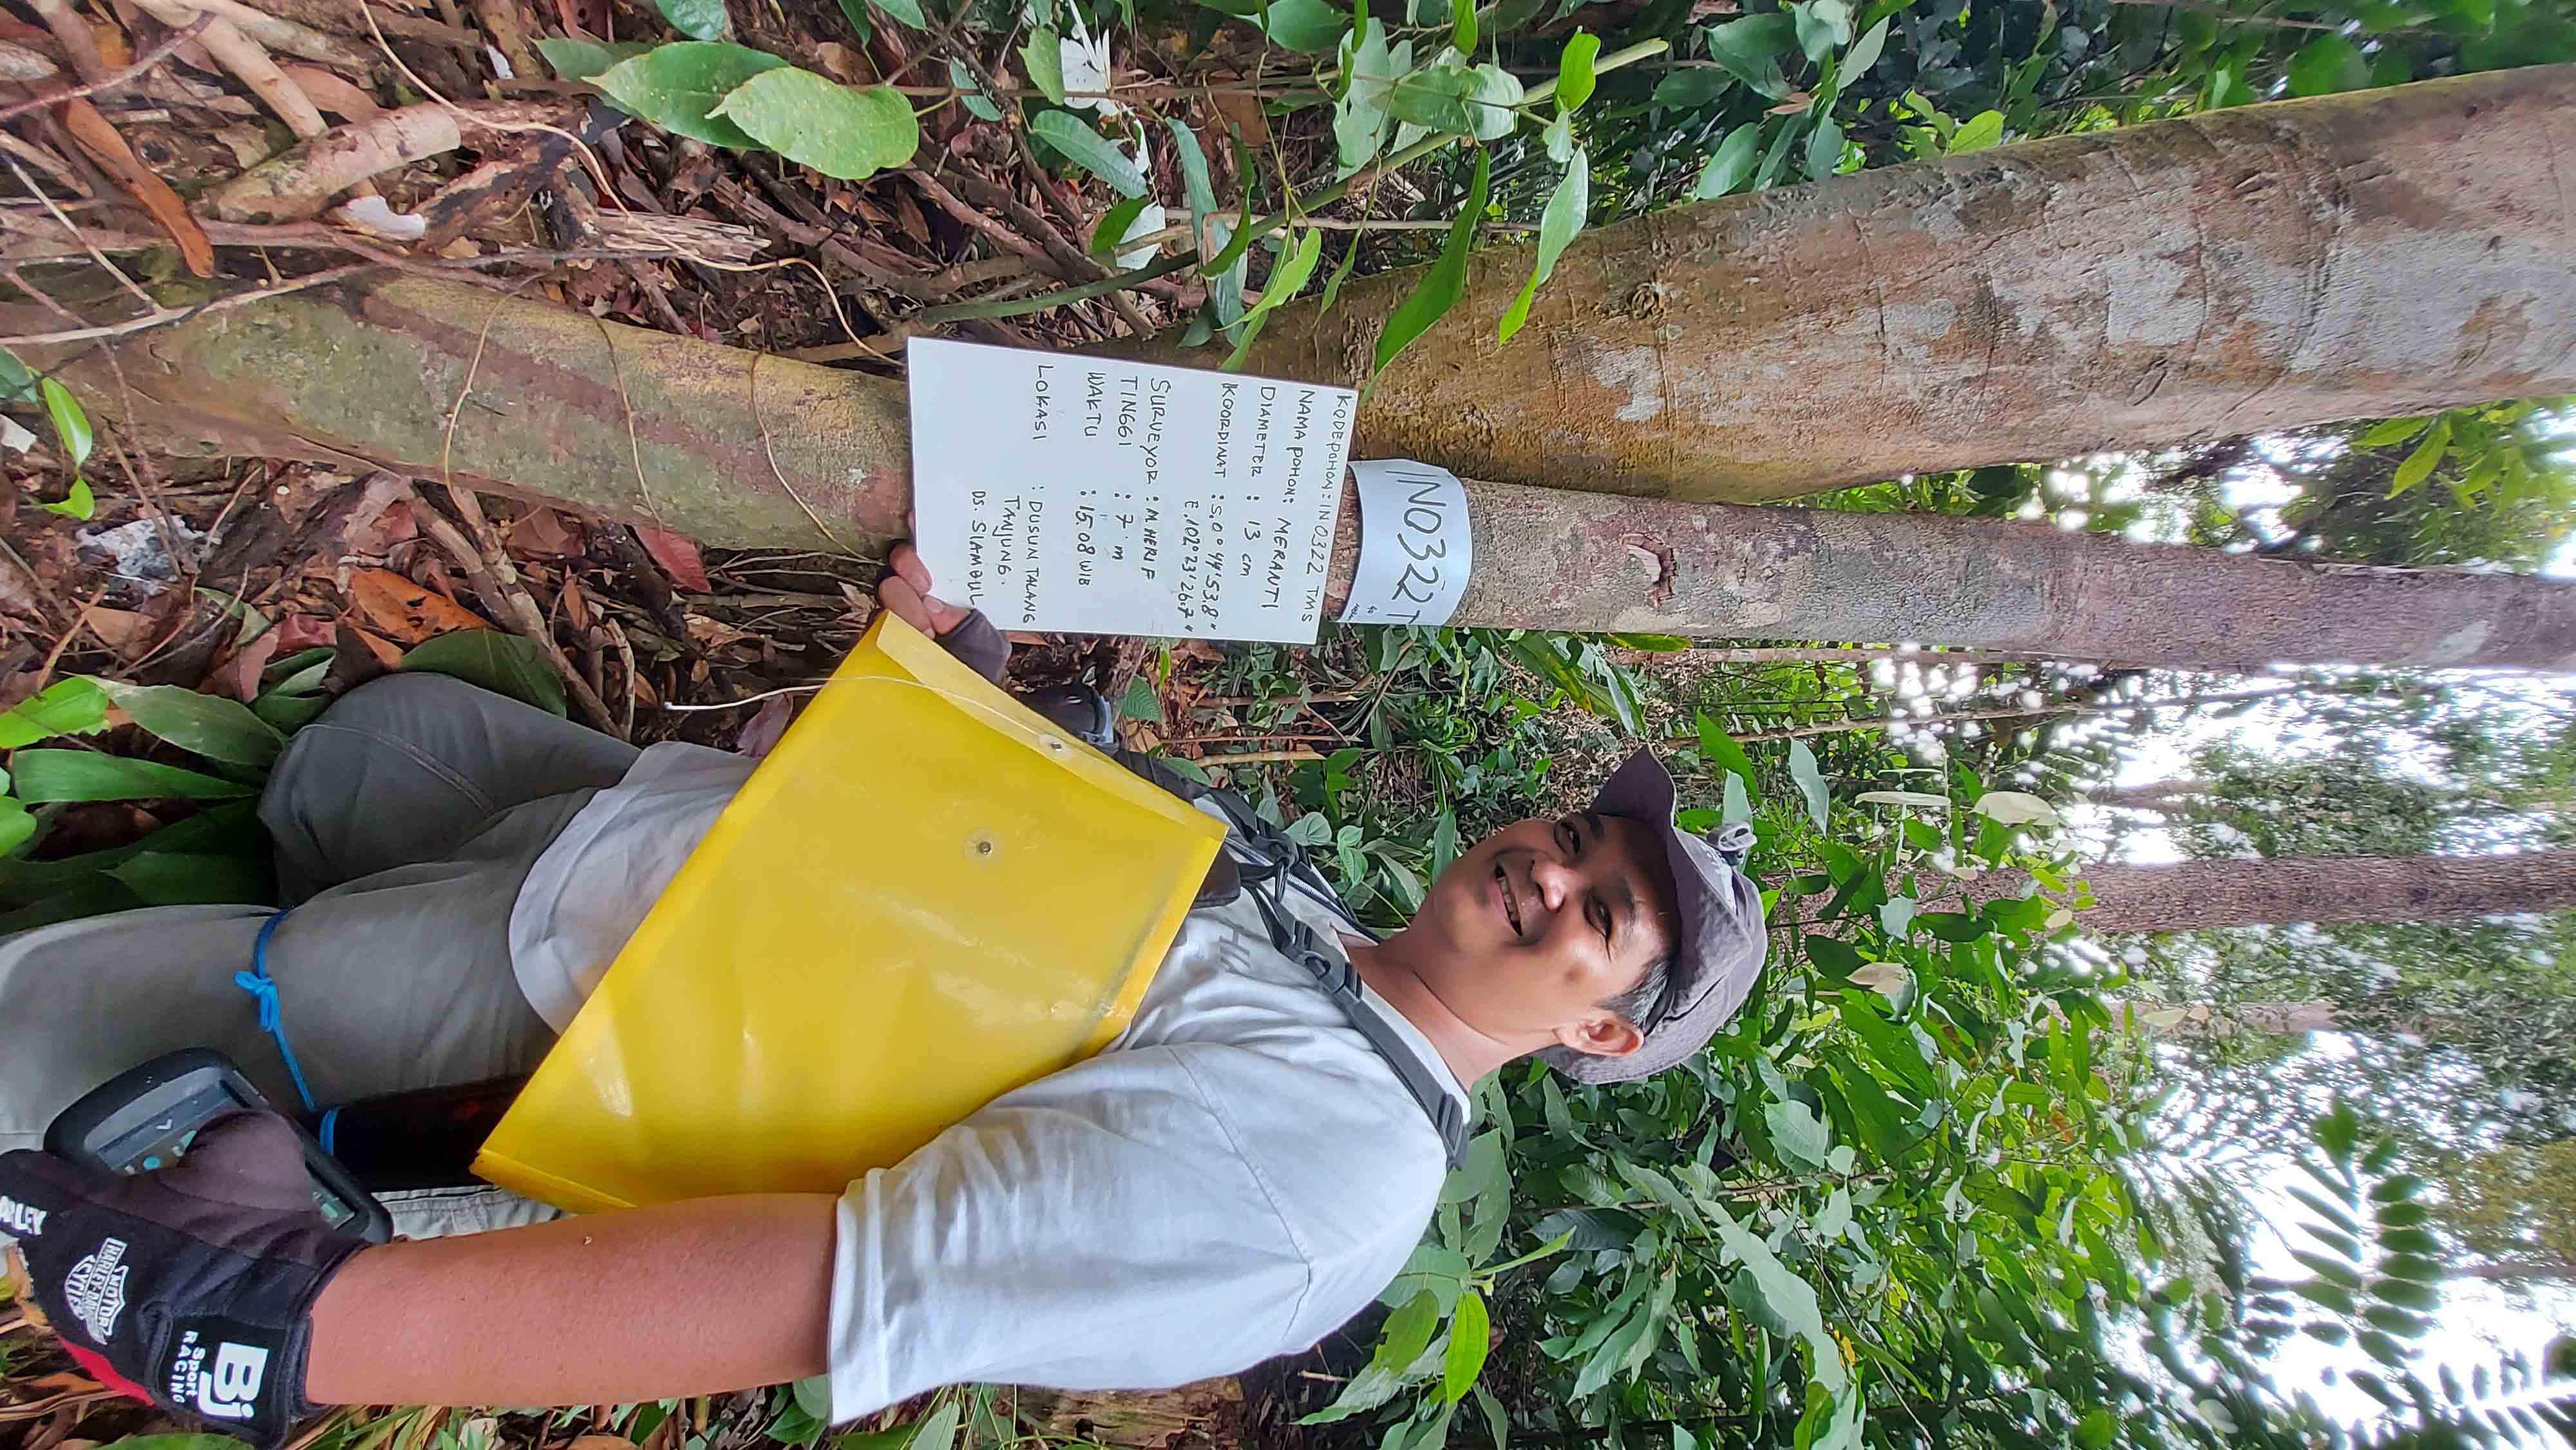 IN0322T
KODE POHON: IN 0322 TMS
NAMA POHON: MERANTI
DIAMETER : 13 cm
KOORDINAT : S.0° 44' 53.8"
E.102° 23' 26.7"
SURVEYOR : M HERI F
TINGGI : 7 m
WAKTU : 15.08 WIB
LOKASI : DUSUN TALANG
TANJUNG.
DS. SIAMBUL
Bj
Sport
RACING
MOTOR
HARLEY-DAVIDSON
CYCLES